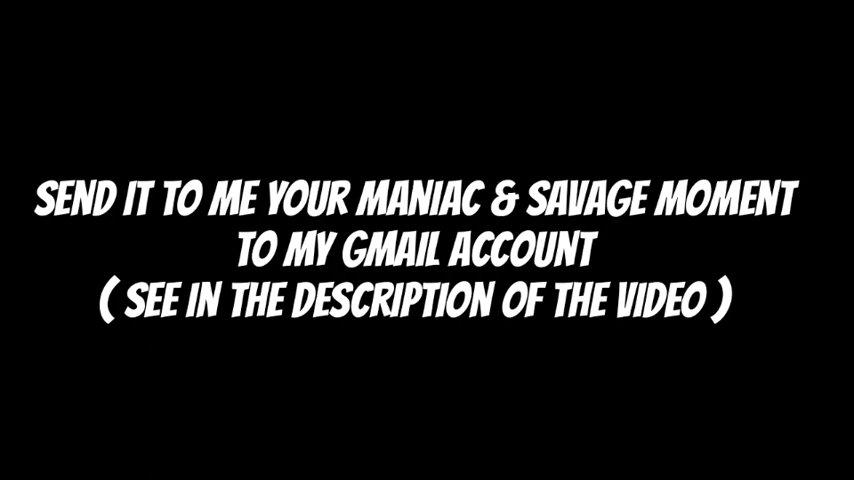 SEND IT TO ME YOUR MANIAC & SAVAGE MOMENT
TO MY GMAIL ACCOUNT
( SEE IN THE DESCRIPTION OF THE VIDEO )